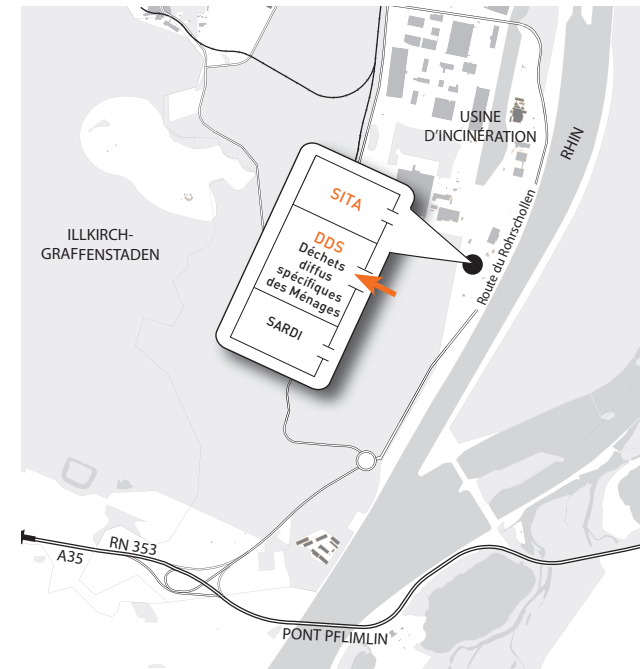 USINE
D'INCINÉRATION
RHIN
SITA
ILLKIRCH-
GRAFFENSTADEN
DDS
Déchets
diffus
spécifiques
des Ménages
Route du Rohrschollen
SARDI
RN 353
A35
PONT PFLIMLIN